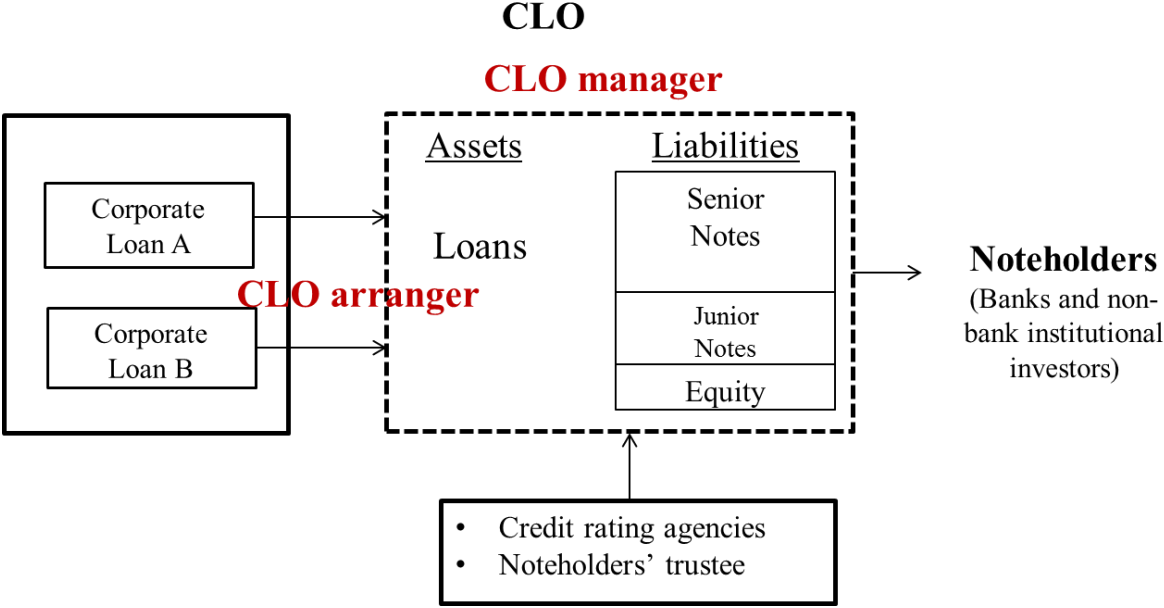 CLO
CLO manager
Assets
Liabilities
Corporate
Loan A
Loans
Senior
Notes
CLO arranger
Corporate
Loan B
Junior
Notes
Equity
Noteholders
(Banks and non-
bank institutional
investors)
• Credit rating agencies
• Noteholders’ trustee